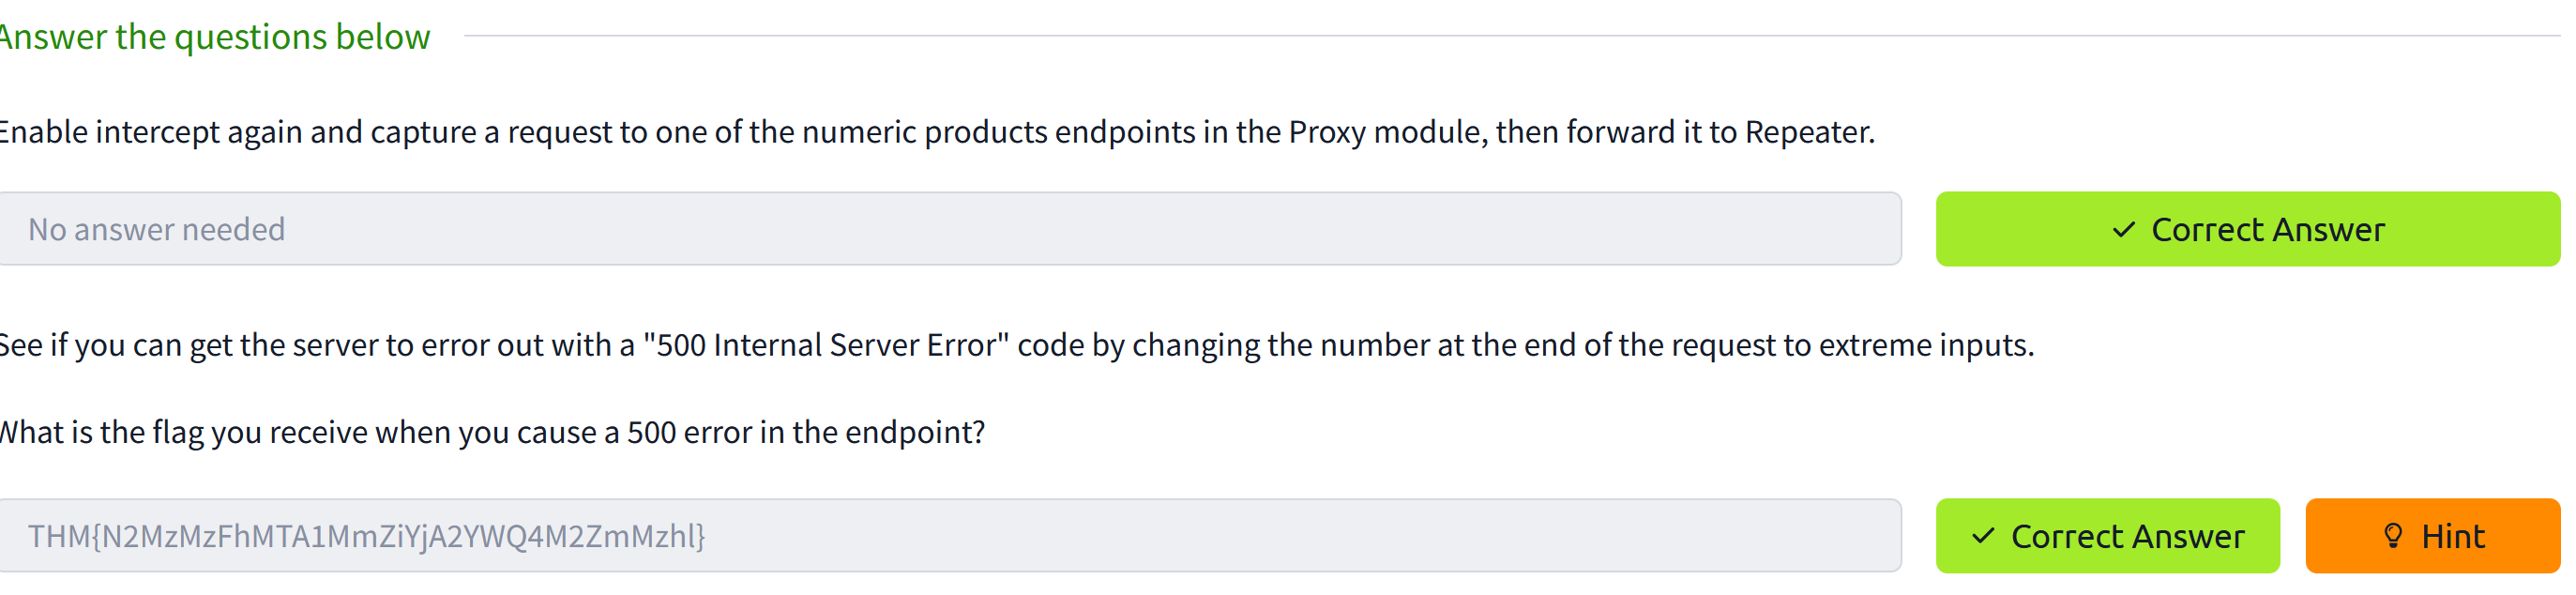 Answer the questions below
Enable intercept again and capture a request to one of the numeric products endpoints in the Proxy module, then forward it to Repeater.
No answer needed
Correct Answer
See if you can get the server to error out with a "500 Internal Server Error" code by changing the number at the end of the request to extreme inputs.
What is the flag you receive when you cause a 500 error in the endpoint?
THM{N2MzMzFhMTA1MmZiYjA2YWQ4M2ZmMzhl}
Correct Answer
Hint